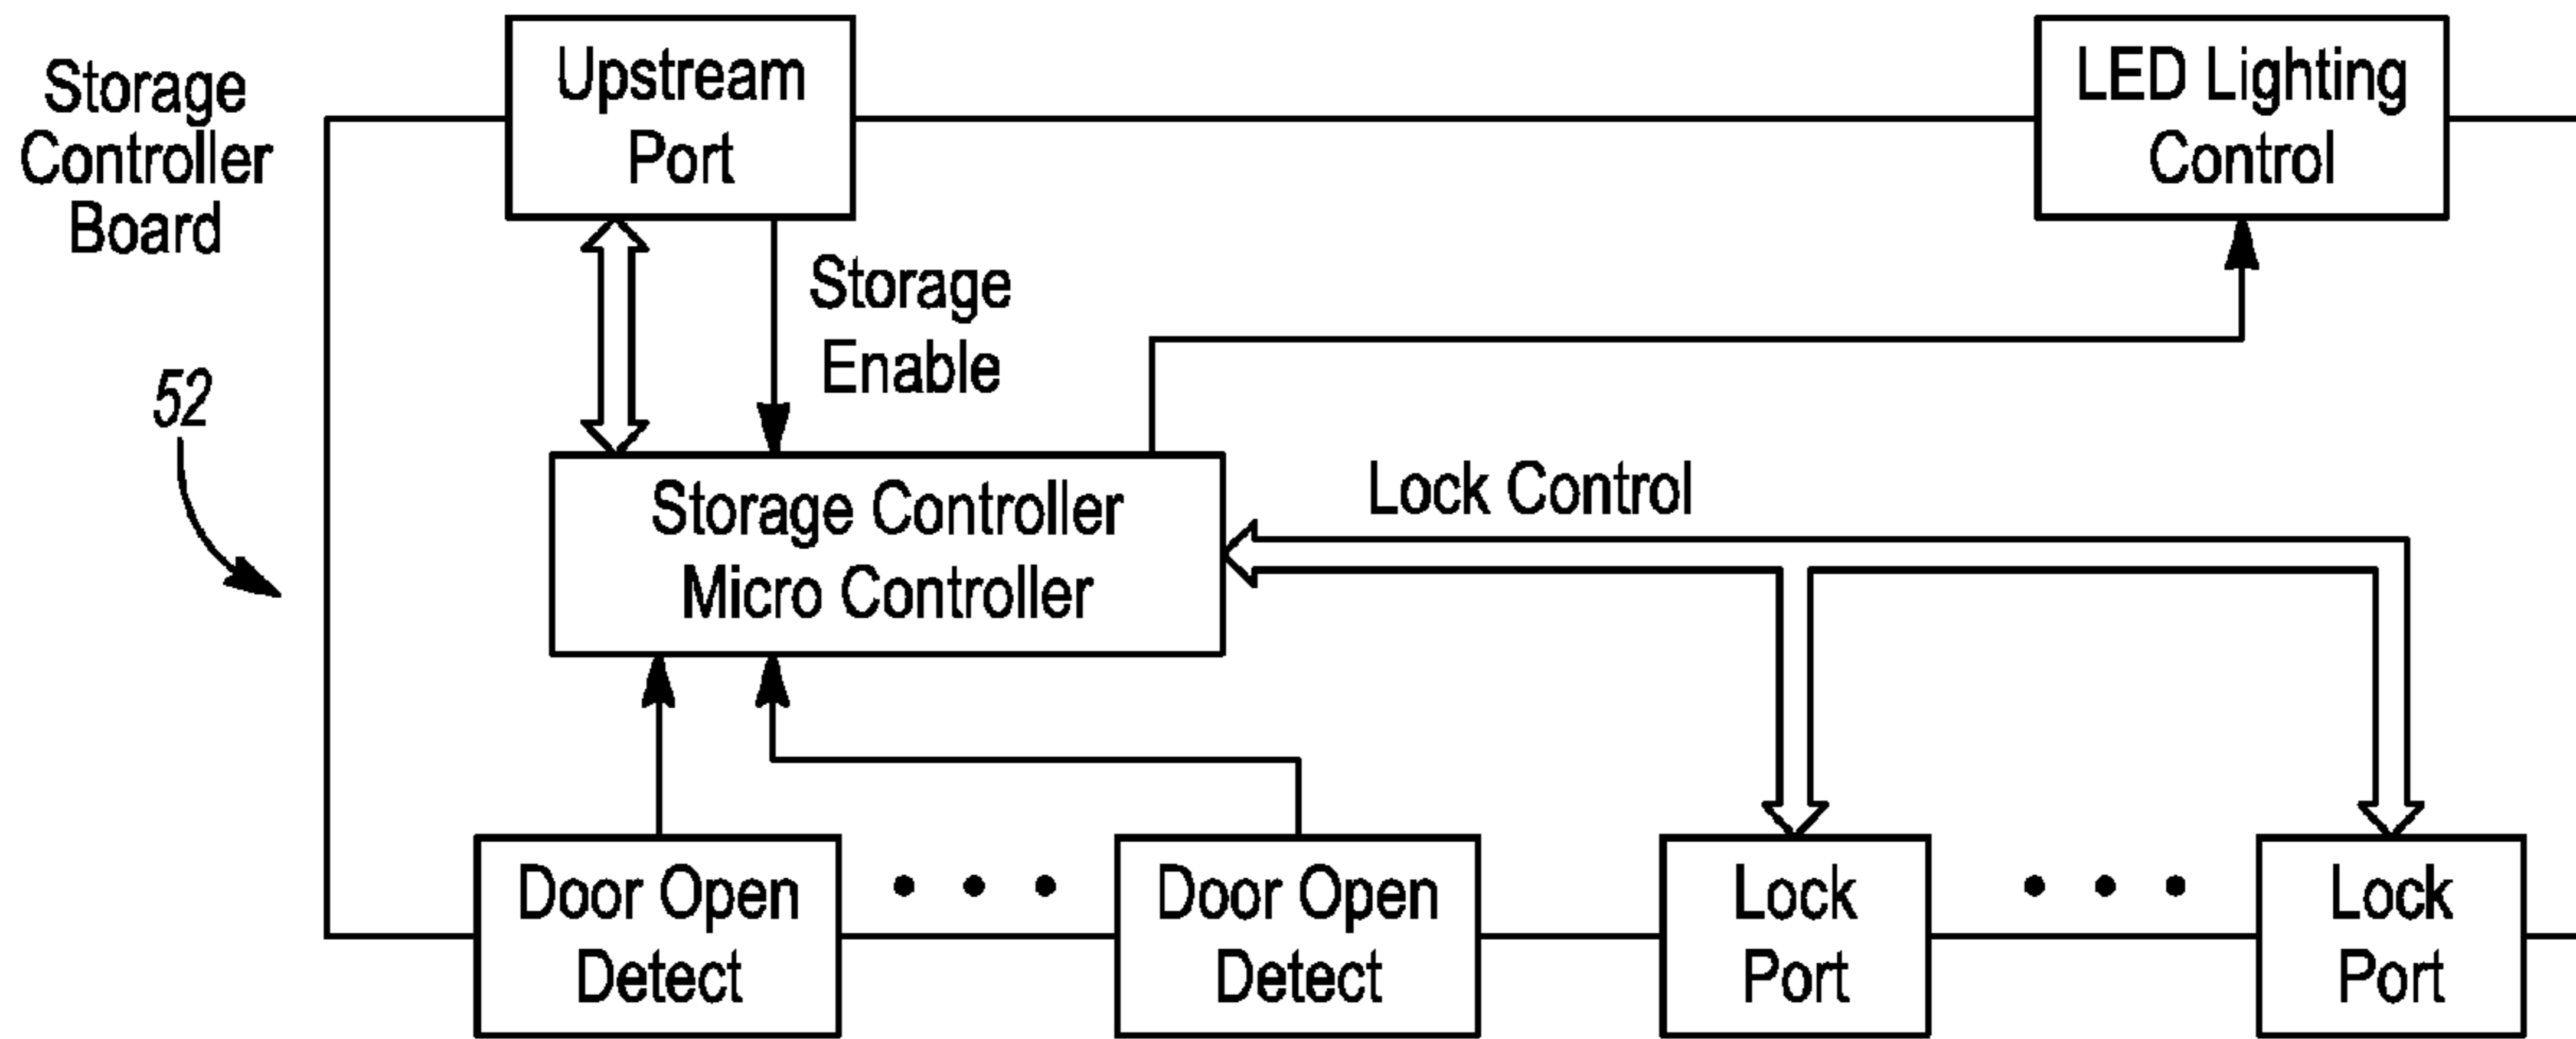 Storage
Controller
Board
52
Upstream
Port
LED Lighting
Control
Storage
Enable
Storage Controller
Micro Controller
Lock Control
Door Open
Detect
Door Open
Detect
Lock
Port
Lock
Port